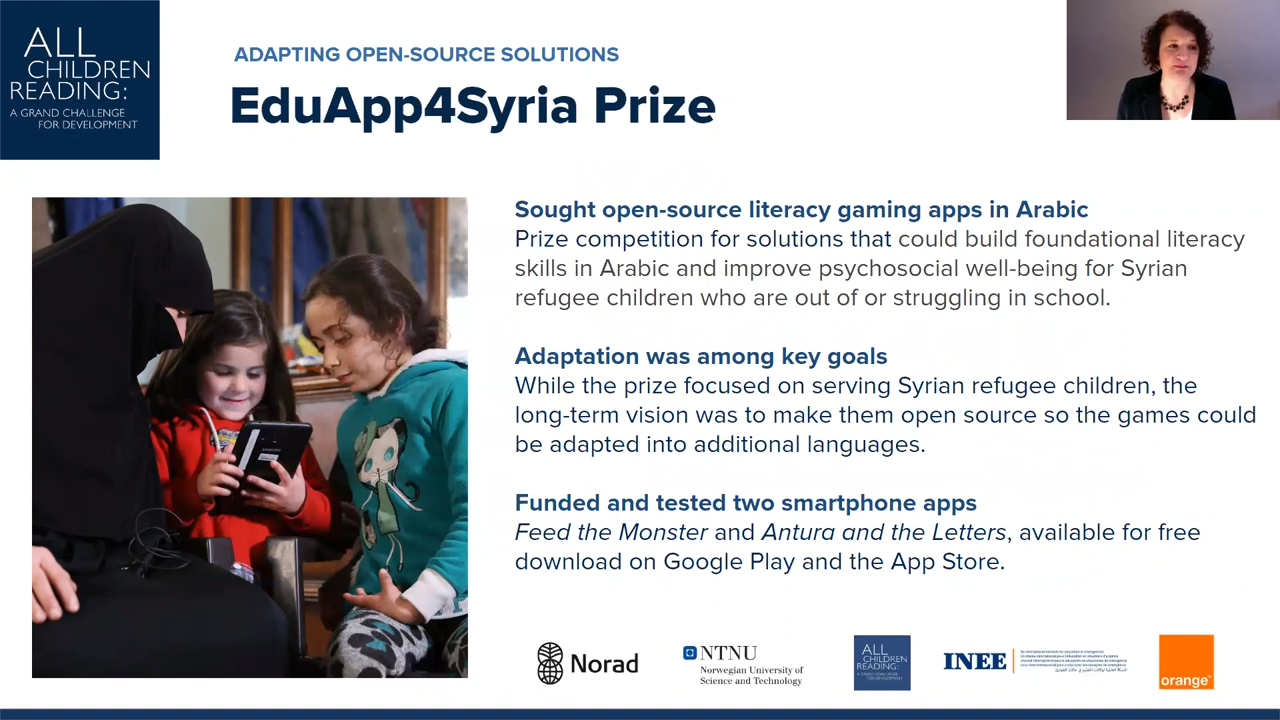 ALL
CHILDREN
READING:
A GRAND CHALLENGE
FOR DEVELOPMENT
ADAPTING OPEN-SOURCE SOLUTIONS
EduApp4Syria Prize
Sought open-source literacy gaming apps in Arabic
Prize competition for solutions that could build foundational literacy
skills in Arabic and improve psychosocial well-being for Syrian
refugee children who are out of or struggling in school.
Adaptation was among key goals
While the prize focused on serving Syrian refugee children, the
long-term vision was to make them open source so the games could
be adapted into additional languages.
Funded and tested two smartphone apps
Feed the Monster and Antura and the Letters, available for free
download on Google Play and the App Store.
SAMSUNG
Norad
NTNU
Norwegian University of
Science and Technology
ALL
CHILDREN
READING:
A GRAND CHALLENGE
FOR DEVELOPMENT
INEE
orange™